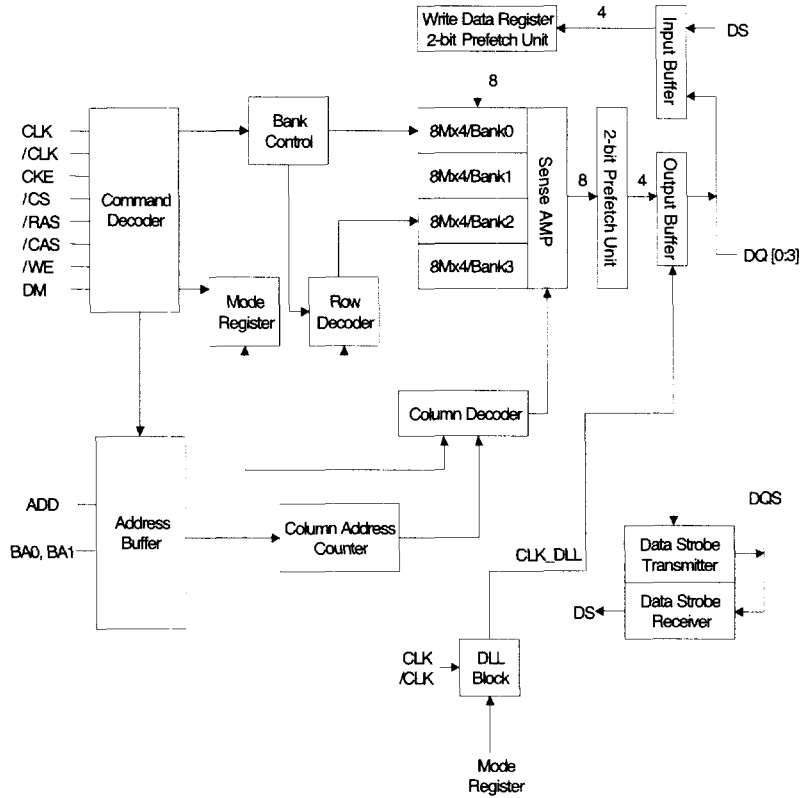 Write Data Register
2-bit Prefetch Unit
4
Input Buffer
DS
8
CLK
/CLK
CKE
/CS
/RAS
/CAS
/WE
DM
Command
Decoder
Bank
Control
8Mx4/Bank0
8Mx4/Bank1
8Mx4/Bank2
8Mx4/Bank3
Sense AMP
8
2-bit Prefetch Unit
4
Output Buffer
DQ [0:3]
Mode
Register
Row
Decoder
Column Decoder
ADD
BA0, BA1
Address
Buffer
Column Address
Counter
CLK_DLL
DQS
Data Strobe
Transmitter
Data Strobe
Receiver
DS
CLK
/CLK
DLL
Block
Mode
Register